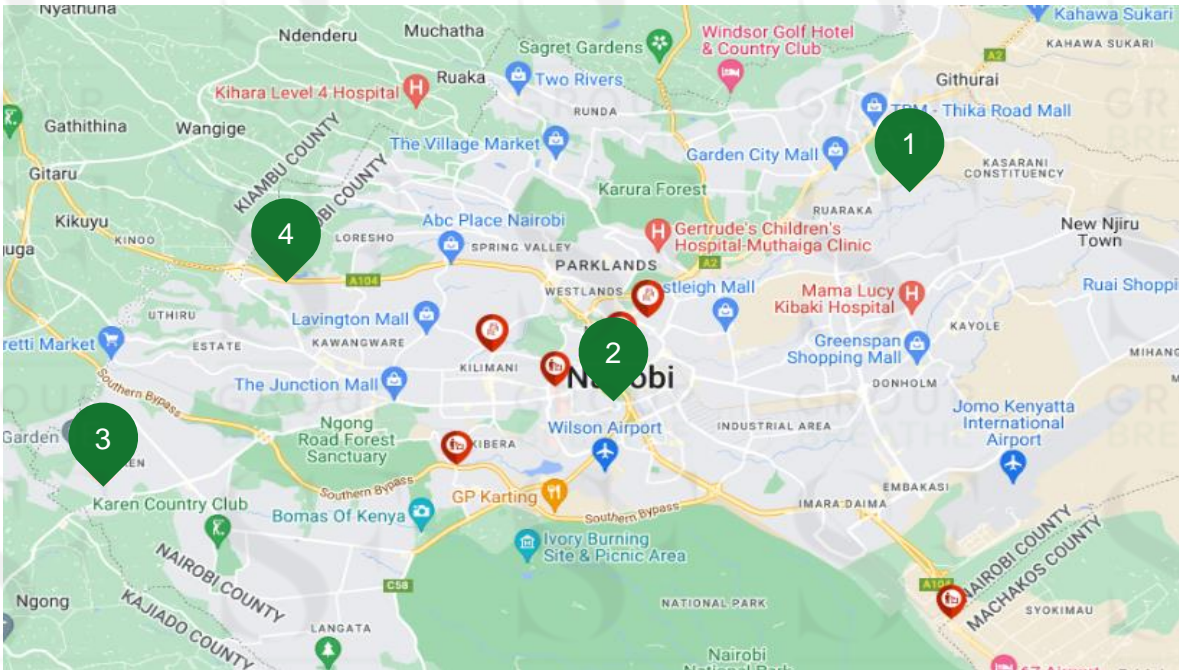 Nyathuna
Kahawa Sukari
Muchatha
Ndenderu
Windsor Golf Hotel
& Country Club
KAHAWA SUKARI
Sagret Gardens
A2
Ruaka
Two Rivers
Githurai
Kihara Level 4 Hospital
RUNDA
TRM - Thika Road Mall
Gathithina
Wangige
The Village Market
1
Garden City Mall
KASARANI
CONSTITUENCY
Gitaru
KIAMBU COUNTY
Karura Forest
Kikuyu
Abc Place Nairobi
RUARAKA
New Njiru
Town
4
KINOO
LORESHO
SPRING VALLEY
Gertrude's Children's
Hospital-Muthaiga Clinic
PARKLANDS
A2
A104
WESTLANDS
Mama Lucy
Kibaki Hospital
UTHIRU
Lavington Mall
KAYOLE
ESTATE
KAWANGWARE
Greenspan
Shopping Mall
2
KILIMANI
The Junction Mall
DONHOLM
Southern Bypass
3
Ngong
Road Forest
Sanctuary
Wilson Airport
INDUSTRIAL AREA
Jomo Kenyatta
International
Airport
Garden
KIBERA
Southern Bypass
GP Karting
EMBAKASI
Karen Country Club
Bomas Of Kenya
Southern Bypass
IMARA DAIMA
Ivory Burning
Site & Picnic Area
NAIROBI COUNTY
NAIROBI COUNTY
MACHAKOS COUNTY
C58
A104
Ngong
KAJIADO COUNTY
NATIONAL PARK
SYOKIMAU
LANGATA
Nairobi